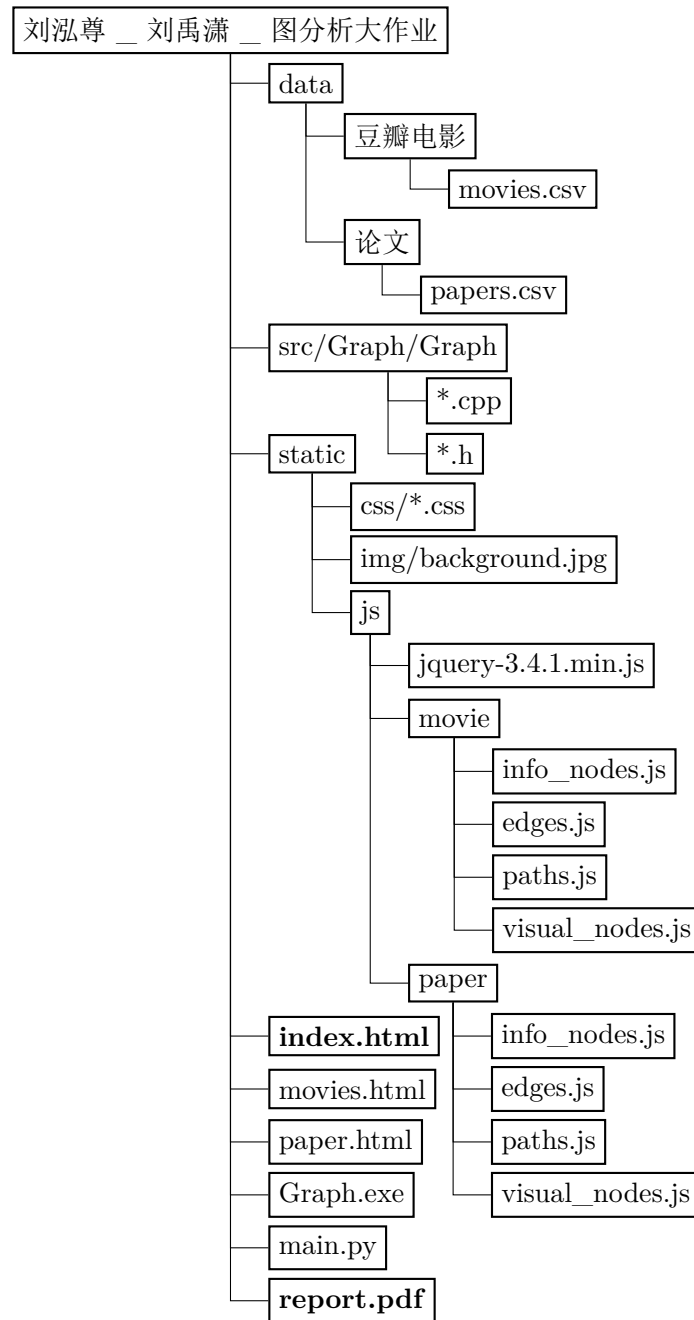 刘泓尊 _ 刘禹潇 _ 图分析大作业
data
豆瓣电影
movies.csv
论文
papers.csv
src/Graph/Graph
*.cpp
*.h
static
css/*.css
img/background.jpg
js
jquery-3.4.1.min.js
movie
info_nodes.js
edges.js
paths.js
visual_nodes.js
paper
info_nodes.js
edges.js
paths.js
visual_nodes.js
index.html
movies.html
paper.html
Graph.exe
main.py
report.pdf